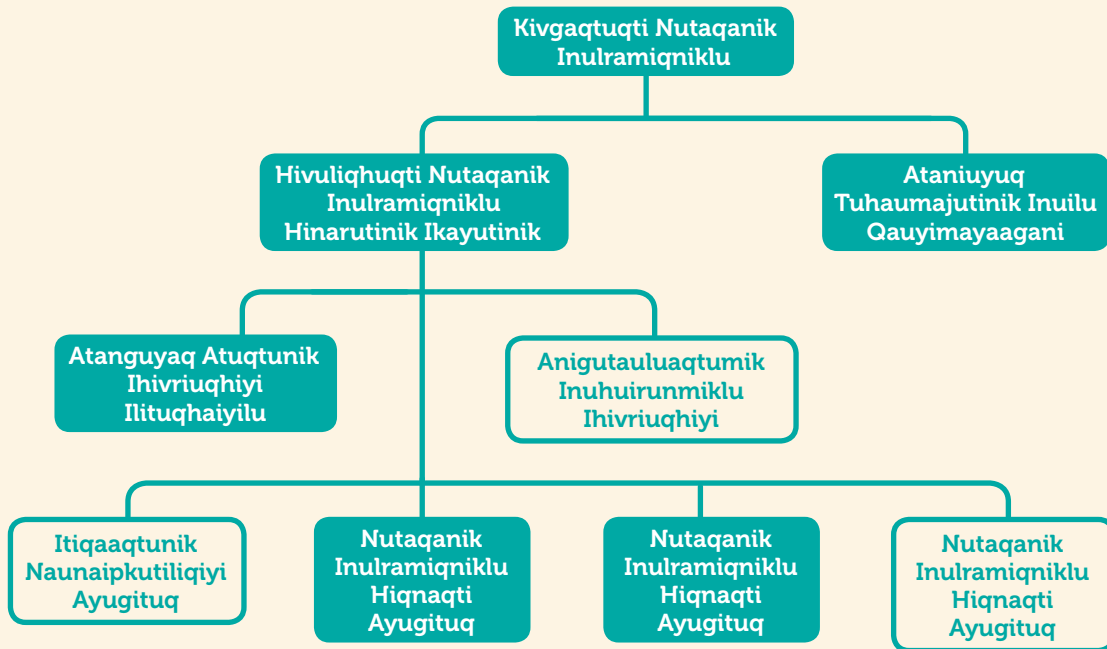 Kivgaqtuqti Nutaqanik
Inulramiqniklu
Hivuliqhuqti Nutaqanik
Inulramiqniklu
Hinarutinik Ikayutinik
Ataniuyuq
Tuhaumajutinik Inuilu
Qauyimayaagani
Atanguyaq Atuqtunik
Ihivriuqhiyi
Ilituqhaiyilu
Anigutauluaqtumik
Inuhuirunmiklu
Ihivriuqhiyi
Itiqaaqtunik
Naunaipkutiliqiyi
Ayugituq
Nutaqanik
Inulramiqniklu
Hiqnaqti
Ayugituq
Nutaqanik
Inulramiqniklu
Hiqnaqti
Ayugituq
Nutaqanik
Inulramiqniklu
Hiqnaqti
Ayugituq